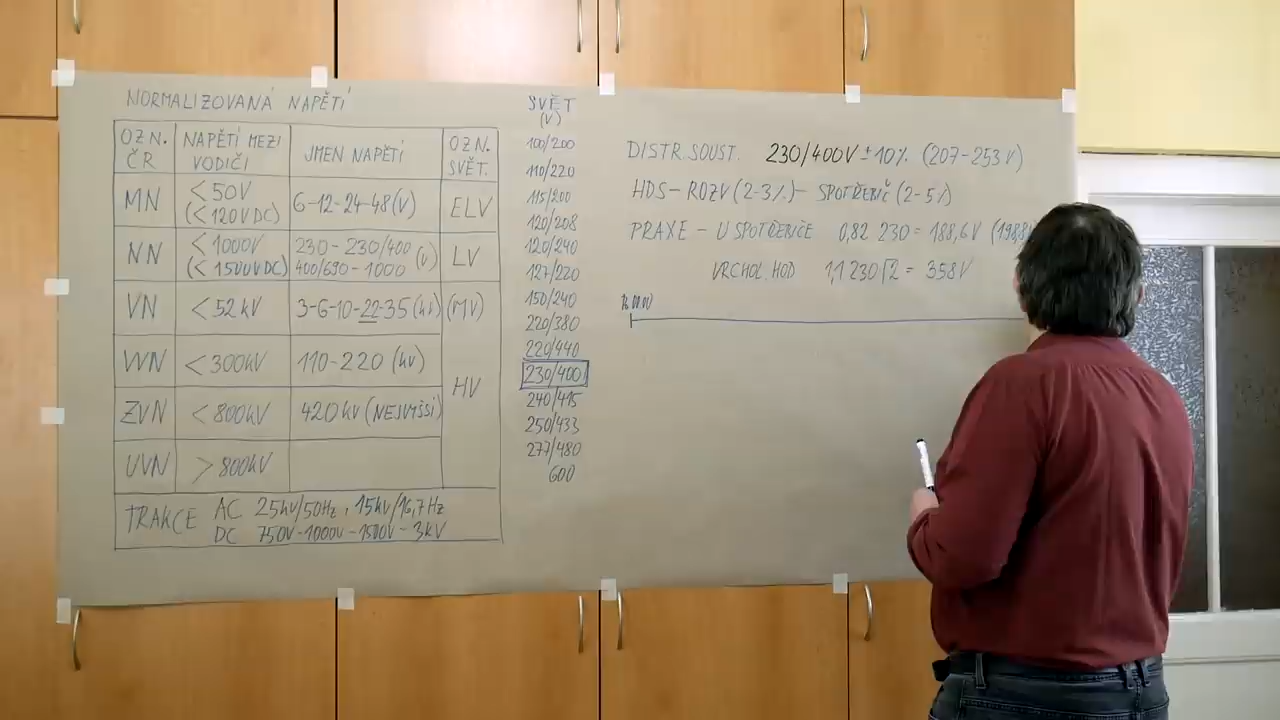 NORMALIZOVANÁ NAPĚTÍ
OZN. ČR
NAPĚTÍ MEZI VODIČI
JMEN NAPĚTÍ
OZN. SVĚT.
MN
<50V
(<120V DC)
6-12-24-48 (V)
ELV
NN
<1000V
(<1500V DC)
230 - 230/400 (V)
400/690 - 1000
LV
VN
<52 kV
3-6-10-22-35 (kV)
(MV)
VVN
<300kV
110-220 (kV)
HV
ZVN
<800kV
420kV (NEJVYŠŠÍ)
UVN
>800kV
TRAKCE
AC 25kV/50Hz, 15kV/16,7Hz
DC 750V-1000V-1500V-3kV
SVĚT
(V)
100/200
110/220
115/200
120/208
120/240
127/220
150/240
220/380
220/440
230/400
240/415
250/433
277/480
600
DISTR. SOUST. 230/400V ±10% (207-253V)
HDS - ROZV (2-3%) - SPOTŘEBIČ (2-5%)
PRAXE - U SPOTŘEBIČE 0,82 230 = 188,6V
VRCHOL. HOD 1,1 230√2 = 358V